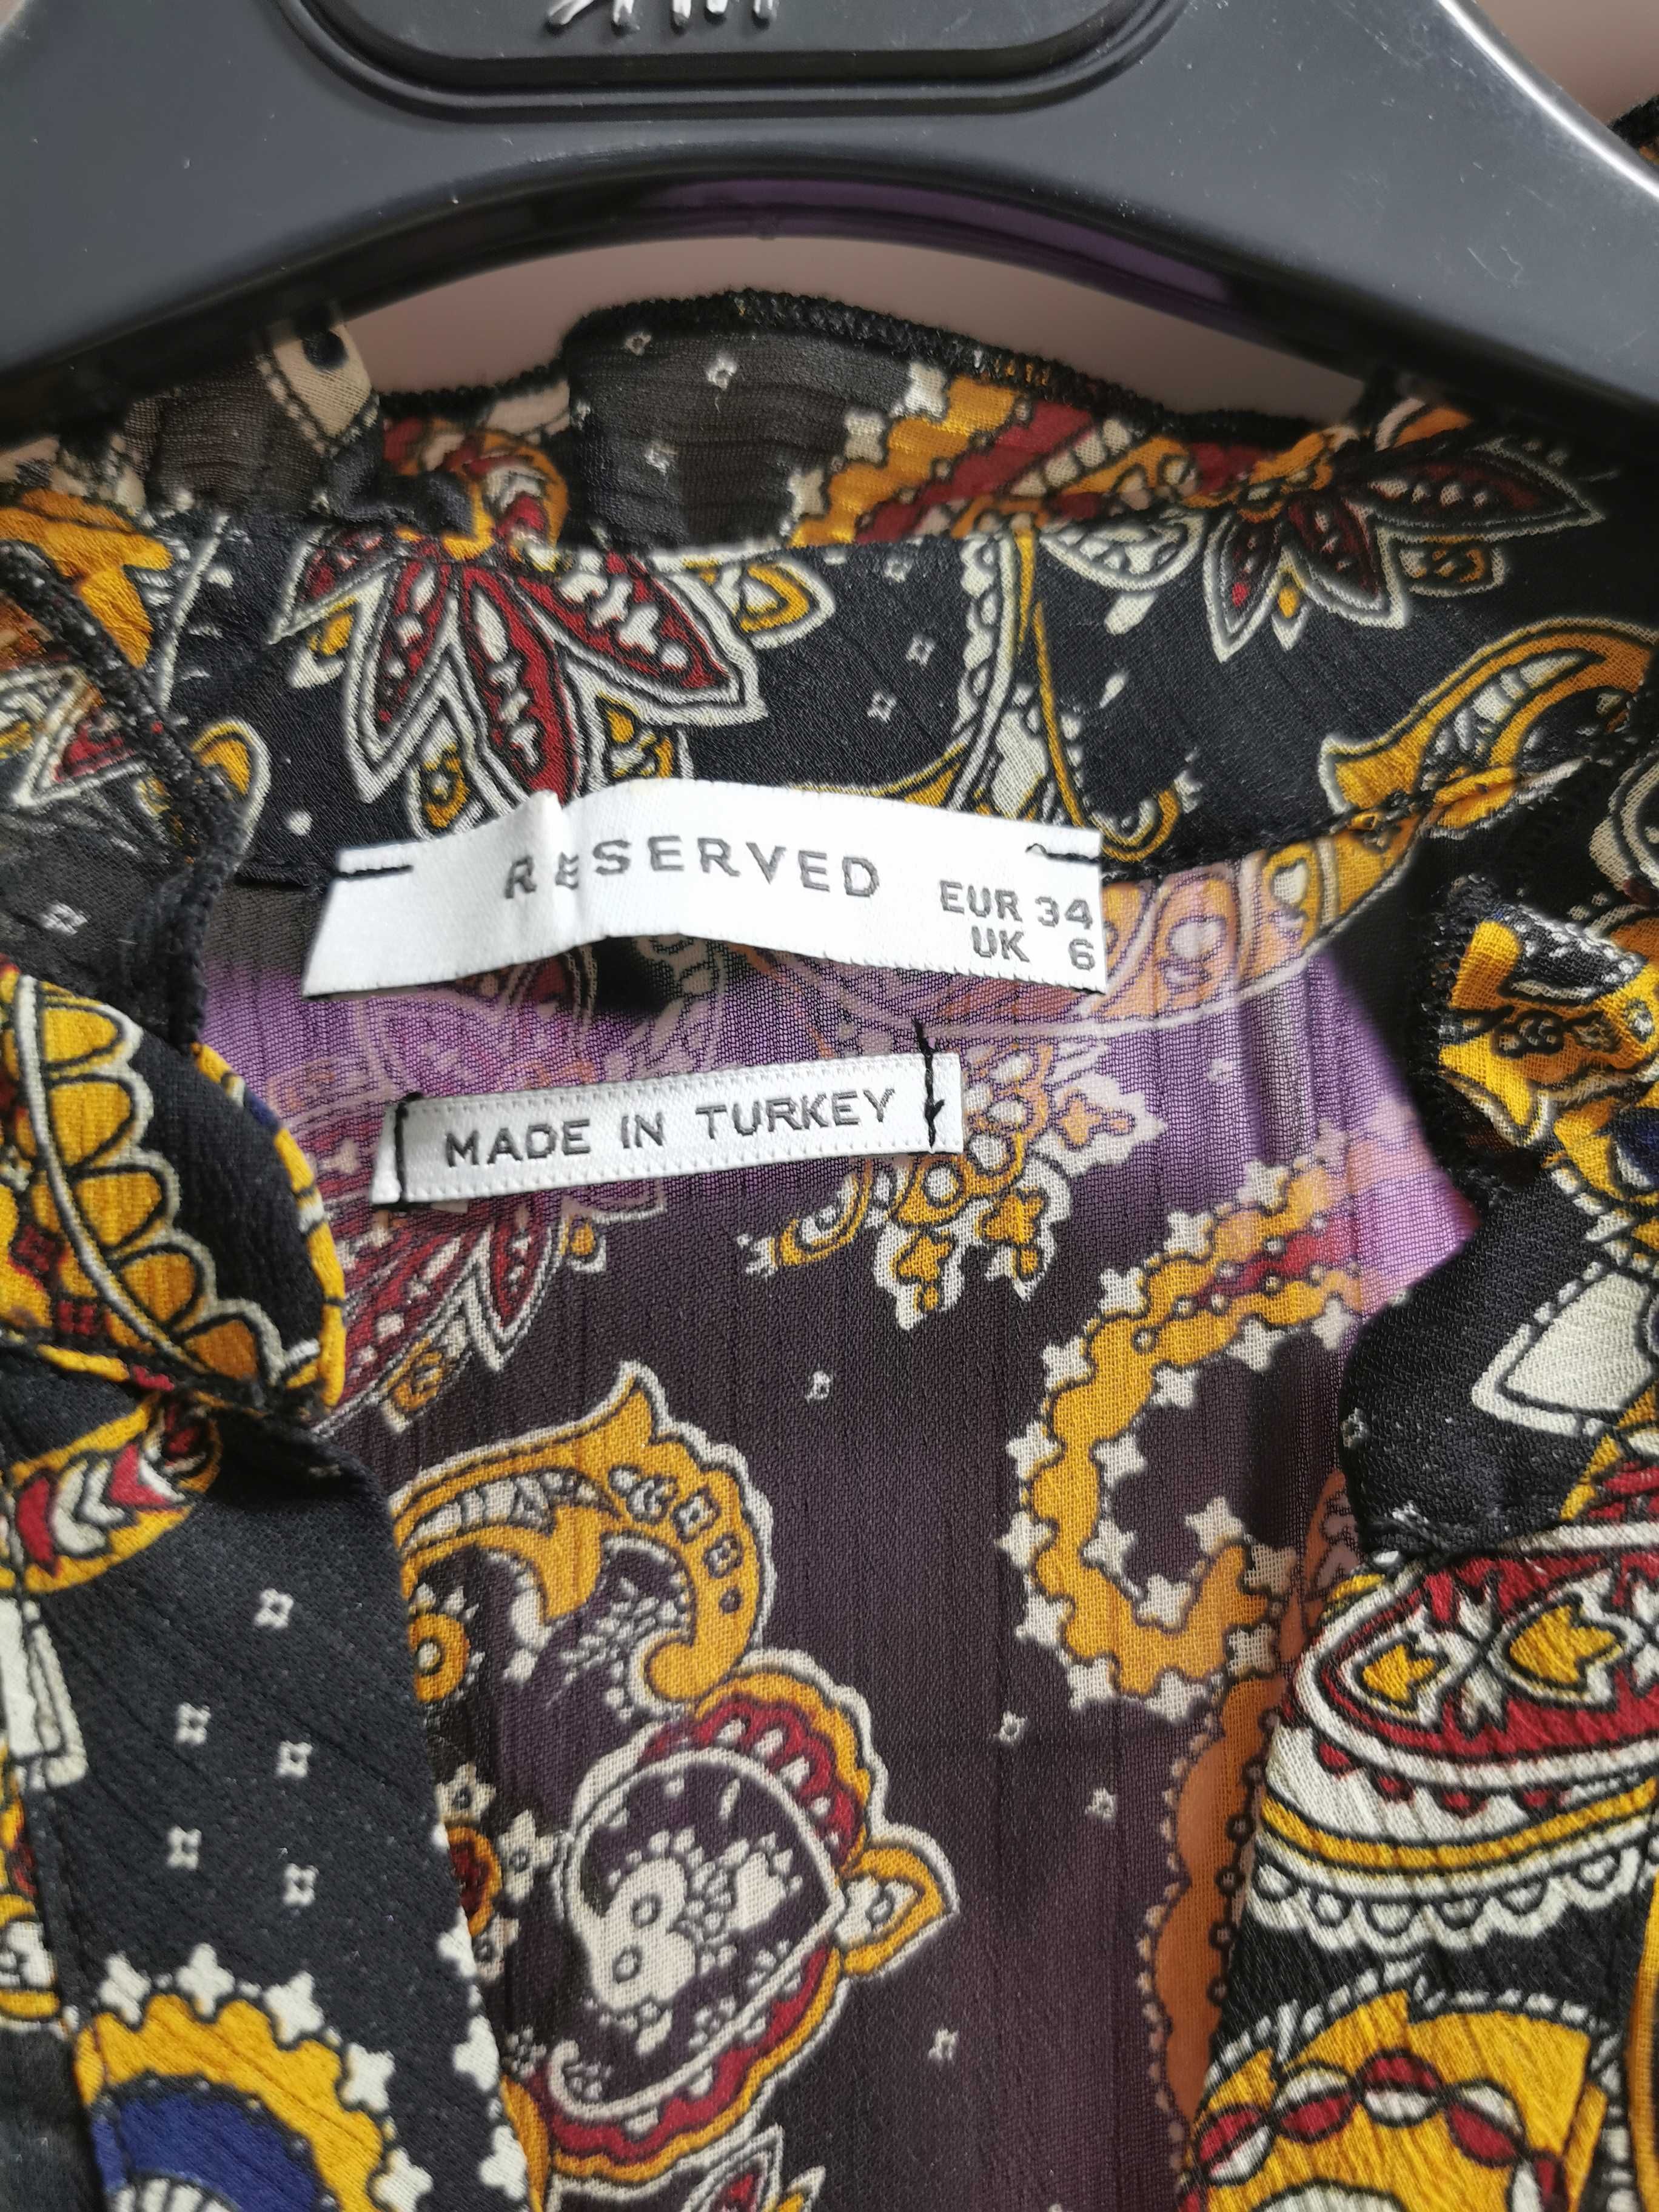 RESERVED
EUR 34
UK 6
MADE IN TURKEY